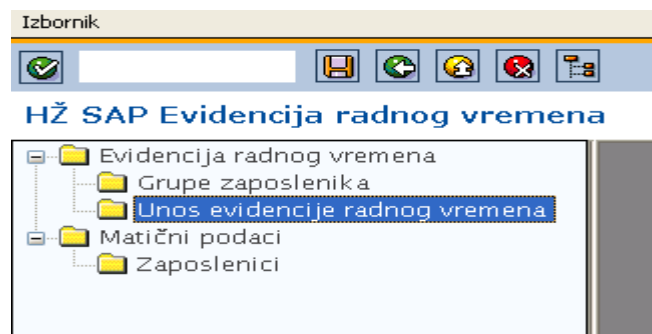 Izbornik
HŽ SAP Evidencija radnog vremena
Evidencija radnog vremena
Grupe zaposlenika
Unos evidencije radnog vremena
Matični podaci
Zaposlenici